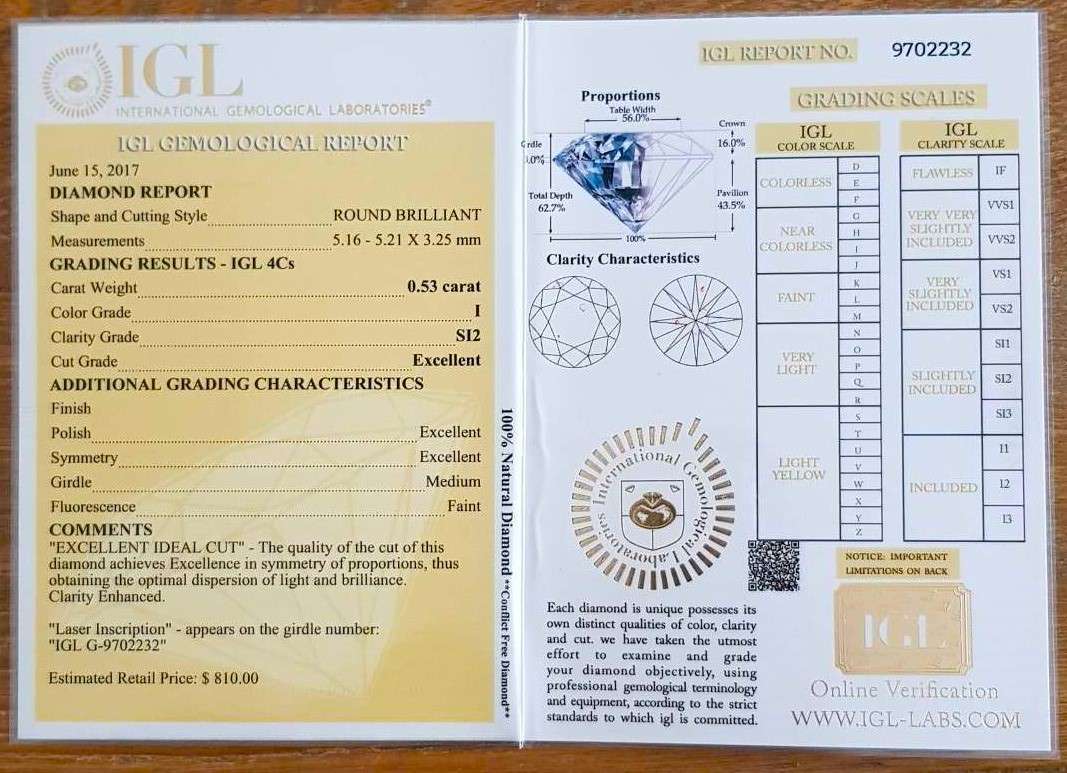 IGL
INTERNATIONAL GEMOLOGICAL LABORATORIES®
IGL GEMOLOGICAL REPORT
June 15, 2017
DIAMOND REPORT
Shape and Cutting Style ROUND BRILLIANT
Measurements 5.16 - 5.21 X 3.25 mm
GRADING RESULTS - IGL 4Cs
Carat Weight 0.53 carat
Color Grade I
Clarity Grade SI2
Cut Grade Excellent
ADDITIONAL GRADING CHARACTERISTICS
Finish
Polish Excellent
Symmetry Excellent
Girdle Medium
Fluorescence Faint
COMMENTS
"EXCELLENT IDEAL CUT" - The quality of the cut of this
diamond achieves Excellence in symmetry of proportions, thus
obtaining the optimal dispersion of light and brilliance.
Clarity Enhanced.
"Laser Inscription" - appears on the girdle number:
"IGL G-9702232"
Estimated Retail Price: $ 810.00
100% Natural Diamond **Conflict Free Diamond**
IGL REPORT NO. 9702232
Proportions
Table Width
56.0%
Crown
16.0%
rdle
.0%
Total Depth
62.7%
Pavilion
43.5%
100%
Clarity Characteristics
International Gemological Laboratories
Each diamond is unique possesses its
own distinct qualities of color, clarity
and cut. we have taken the utmost
effort to examine and grade
your diamond objectively, using
professional gemological terminology
and equipment, according to the strict
standards to which igl is committed.
GRADING SCALES
IGL
COLOR SCALE
COLORLESS
D
E
F
NEAR
COLORLESS
G
H
I
J
FAINT
K
L
M
VERY
LIGHT
N
O
P
Q
R
LIGHT
YELLOW
S
T
U
V
W
X
Y
Z
IGL
CLARITY SCALE
FLAWLESS
IF
VERY VERY
SLIGHTLY
INCLUDED
VVS1
VVS2
VERY
SLIGHTLY
INCLUDED
VS1
VS2
SLIGHTLY
INCLUDED
SI1
SI2
SI3
INCLUDED
I1
I2
I3
NOTICE: IMPORTANT
LIMITATIONS ON BACK
IGL
Online Verification
WWW.IGL-LABS.COM